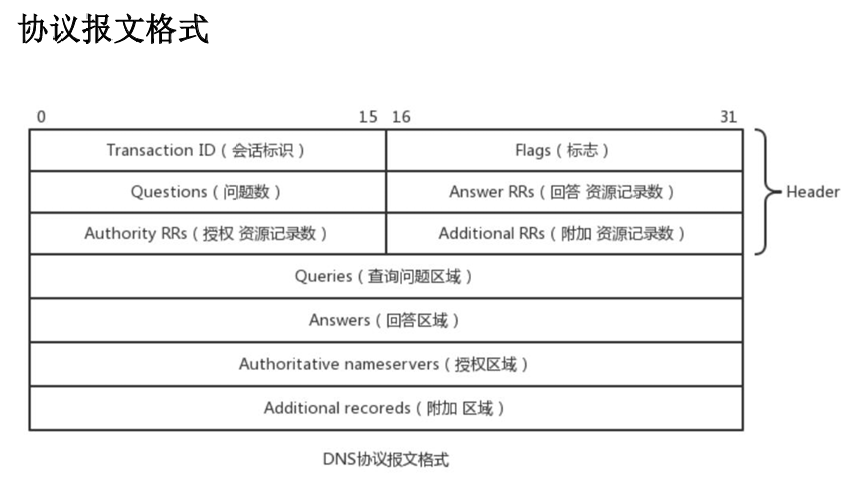 协议报文格式
0 15 16 31
Transaction ID（会话标识） Flags（标志）
Questions（问题数） Answer RRs（回答 资源记录数） Header
Authority RRs（授权 资源记录数） Additional RRs（附加 资源记录数）
Queries（查询问题区域）
Answers（回答区域）
Authoritative nameservers（授权区域）
Additional recoreds（附加 区域）
DNS协议报文格式